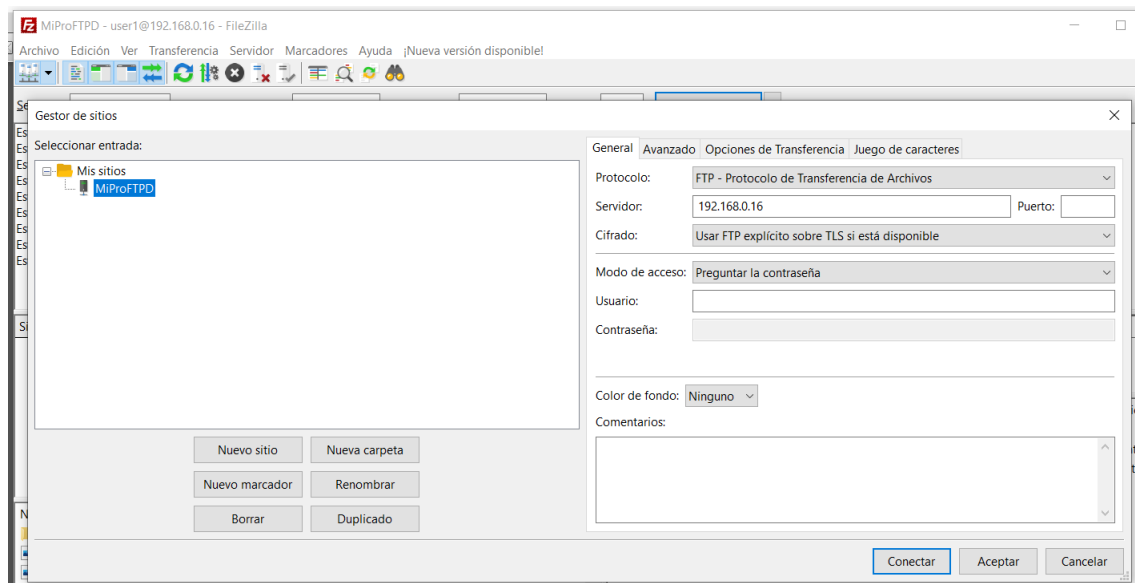 MiProFTPD - user1@192.168.0.16 - FileZilla
Archivo Edición Ver Transferencia Servidor Marcadores Ayuda ¡Nueva versión disponible!
Gestor de sitios
Seleccionar entrada:
Mis sitios
MiProFTPD
Nuevo sitio Nueva carpeta
Nuevo marcador Renombrar
Borrar Duplicado
General Avanzado Opciones de Transferencia Juego de caracteres
Protocolo: FTP - Protocolo de Transferencia de Archivos
Servidor: 192.168.0.16 Puerto:
Cifrado: Usar FTP explícito sobre TLS si está disponible
Modo de acceso: Preguntar la contraseña
Usuario:
Contraseña:
Color de fondo: Ninguno
Comentarios:
Conectar Aceptar Cancelar